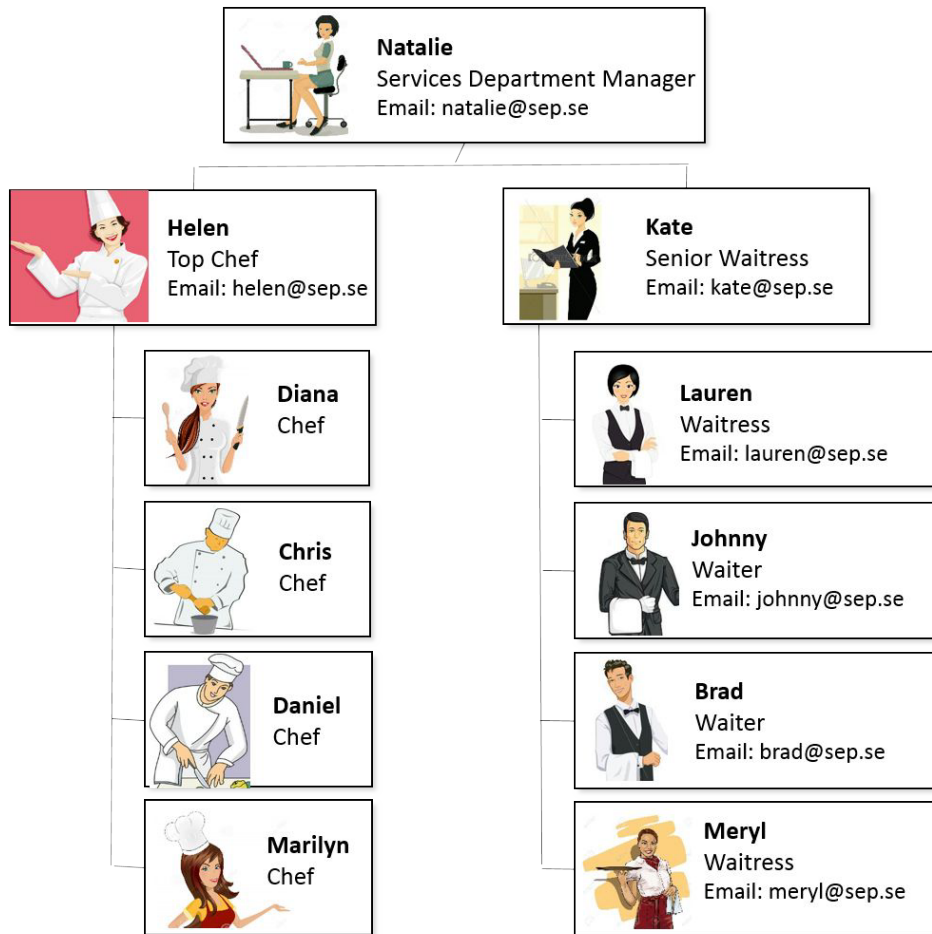 Natalie
Services Department Manager
Email: natalie@sep.se
Helen
Top Chef
Email: helen@sep.se
Kate
Senior Waitress
Email: kate@sep.se
Diana
Chef
Chris
Chef
Daniel
Chef
Marilyn
Chef
Lauren
Waitress
Email: lauren@sep.se
Johnny
Waiter
Email: johnny@sep.se
Brad
Waiter
Email: brad@sep.se
Meryl
Waitress
Email: meryl@sep.se